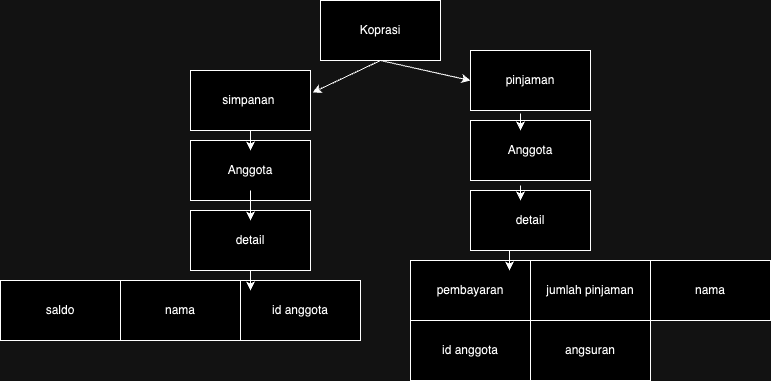 Koprasi
simpanan
pinjaman
Anggota
Anggota
detail
detail
saldo
nama
id anggota
pembayaran
jumlah pinjaman
nama
id anggota
angsuran